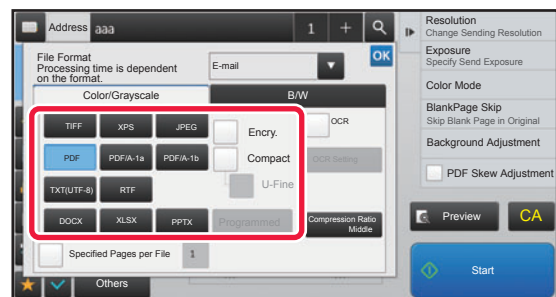 Address aaa 1 +
File Format
Processing time is dependent
on the format.
E-mail
OK
Color/Grayscale B/W
TIFF XPS JPEG Encry. OCR
PDF PDF/A-1a PDF/A-1b Compact OCR Setting
TXT(UTF-8) RTF U-Fine
DOCX XLSX PPTX Programmed Compression Ratio
Middle
Specified Pages per File 1
Others
Resolution
Change Sending Resolution
Exposure
Specify Send Exposure
Color Mode
BlankPage Skip
Skip Blank Page in Original
Background Adjustment
PDF Skew Adjustment
Preview CA
Start